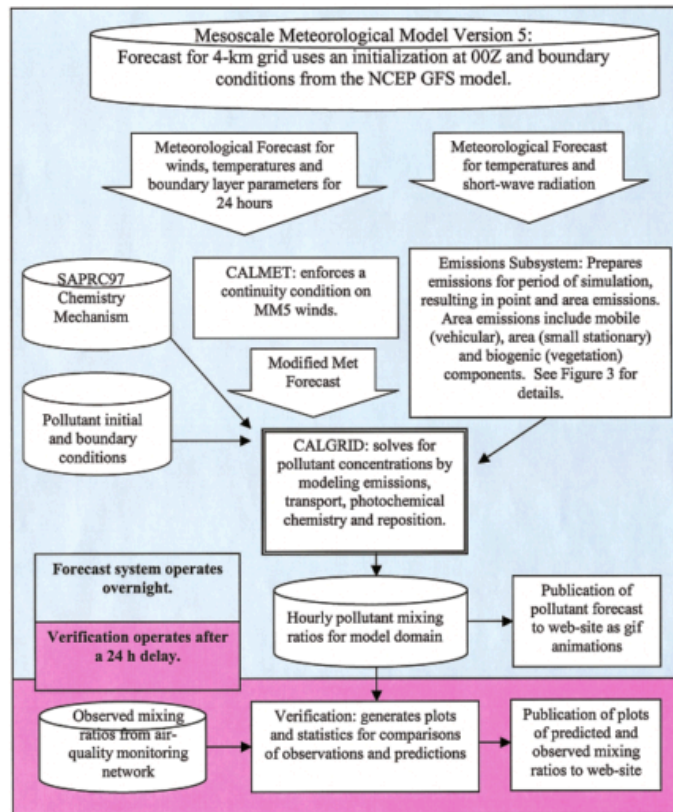 Mesoscale Meteorological Model Version 5:
Forecast for 4-km grid uses an initialization at 00Z and boundary
conditions from the NCEP GFS model.
Meteorological Forecast for
winds, temperatures and
boundary layer parameters for
24 hours
Meteorological Forecast
for temperatures and
short-wave radiation
SAPRC97
Chemistry
Mechanism
CALMET: enforces a
continuity condition on
MM5 winds.
Emissions Subsystem: Prepares
emissions for period of simulation,
resulting in point and area emissions.
Area emissions include mobile
(vehicular), area (small stationary)
and biogenic (vegetation)
components. See Figure 3 for
details.
Modified Met
Forecast
Pollutant initial
and boundary
conditions
CALGRID: solves for
pollutant concentrations by
modeling emissions,
transport, photochemical
chemistry and reposition.
Forecast system operates
overnight.
Verification operates after
a 24 h delay.
Hourly pollutant mixing
ratios for model domain
Publication of
pollutant forecast
to web-site as gif
animations
Observed mixing
ratios from air-
quality monitoring
network
Verification: generates plots
and statistics for comparisons
of observations and predictions
Publication of plots
of predicted and
observed mixing
ratios to web-site